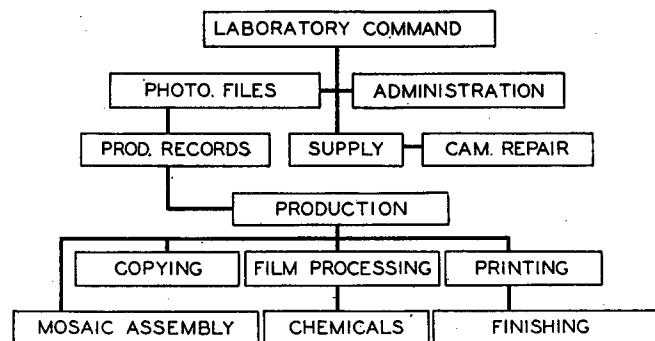 LABORATORY COMMAND
PHOTO. FILES
ADMINISTRATION
PROD. RECORDS
SUPPLY
CAM. REPAIR
PRODUCTION
COPYING
FILM PROCESSING
PRINTING
MOSAIC ASSEMBLY
CHEMICALS
FINISHING